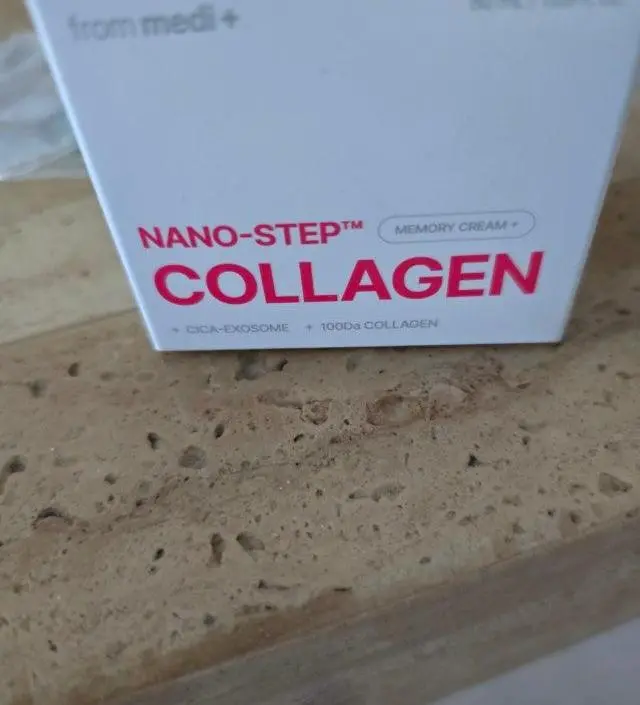 from medi+
NANO-STEP™ MEMORY CREAM +
COLLAGEN
+ CICA-EXOSOME + 100Da COLLAGEN